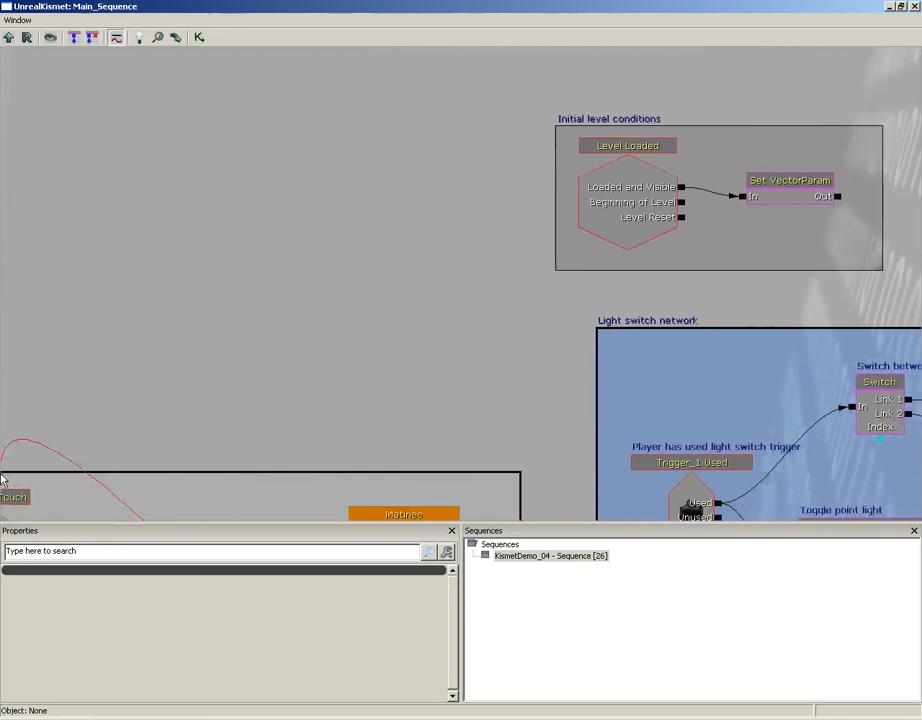 UnrealKismet: Main_Sequence
Window
Initial level conditions
Level Loaded
Loaded and Visible
Beginning of Level
Level Reset
Set VectorParam
In Out
Light switch network
Switch betwe
Switch
Link 1
In
Link 2
Index
Player has used light switch trigger
Trigger_1 Used
Used
Unused
Toggle point light
Touch
Matinee
Properties
Type here to search
Sequences
Sequences
KismetDemo_04 - Sequence [26]
Object: None